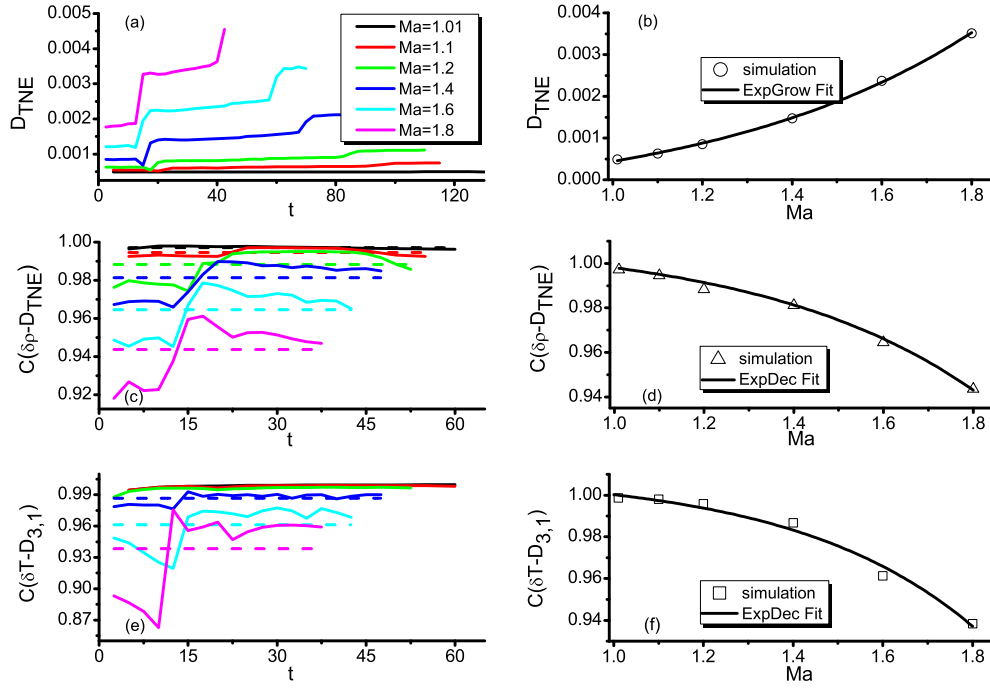 (a)
D_TNE
0.005
0.004
0.003
0.002
0.001
0 40 80 120
t
Ma=1.01
Ma=1.1
Ma=1.2
Ma=1.4
Ma=1.6
Ma=1.8
(b)
D_TNE
0.004
0.003
0.002
0.001
0.000
1.0 1.2 1.4 1.6 1.8
Ma
simulation
ExpGrow Fit
C(δρ-D_TNE)
1.00
0.98
0.96
0.94
0.92
(c)
0 15 30 45 60
t
C(δρ-D_TNE)
1.00
0.98
0.96
0.94
simulation
ExpDec Fit
(d)
1.0 1.2 1.4 1.6 1.8
Ma
C(δT-D_3,1)
0.99
0.96
0.93
0.90
0.87
(e)
0 15 30 45 60
t
C(δT-D_3,1)
1.00
0.98
0.96
0.94
simulation
ExpDec Fit
(f)
1.0 1.2 1.4 1.6 1.8
Ma